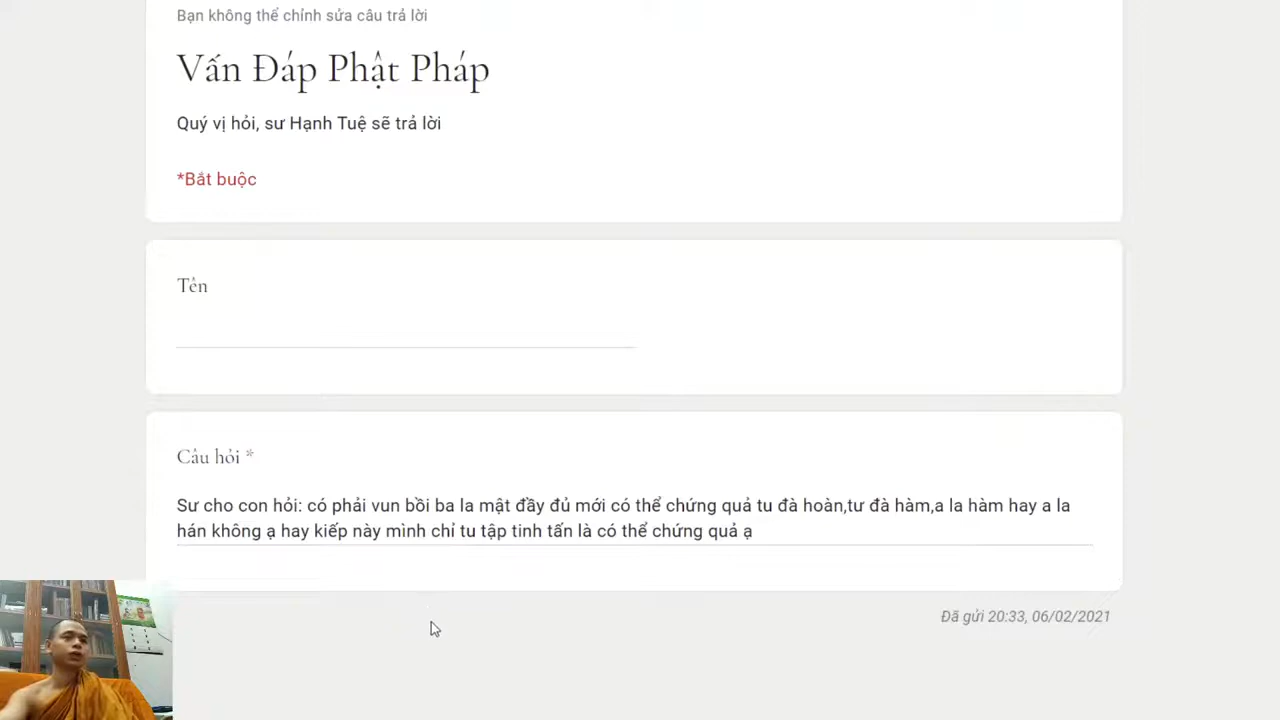 Bạn không thể chỉnh sửa câu trả lời
Vấn Đáp Phật Pháp
Quý vị hỏi, sư Hạnh Tuệ sẽ trả lời
*Bắt buộc
Tên
Câu hỏi *
Sư cho con hỏi: có phải vun bồi ba la mật đầy đủ mới có thể chứng quả tu đà hoàn,tư đà hàm,a la hàm hay a la
hán không ạ hay kiếp này mình chỉ tu tập tinh tấn là có thể chứng quả ạ
Đã gửi 20:33, 06/02/2021